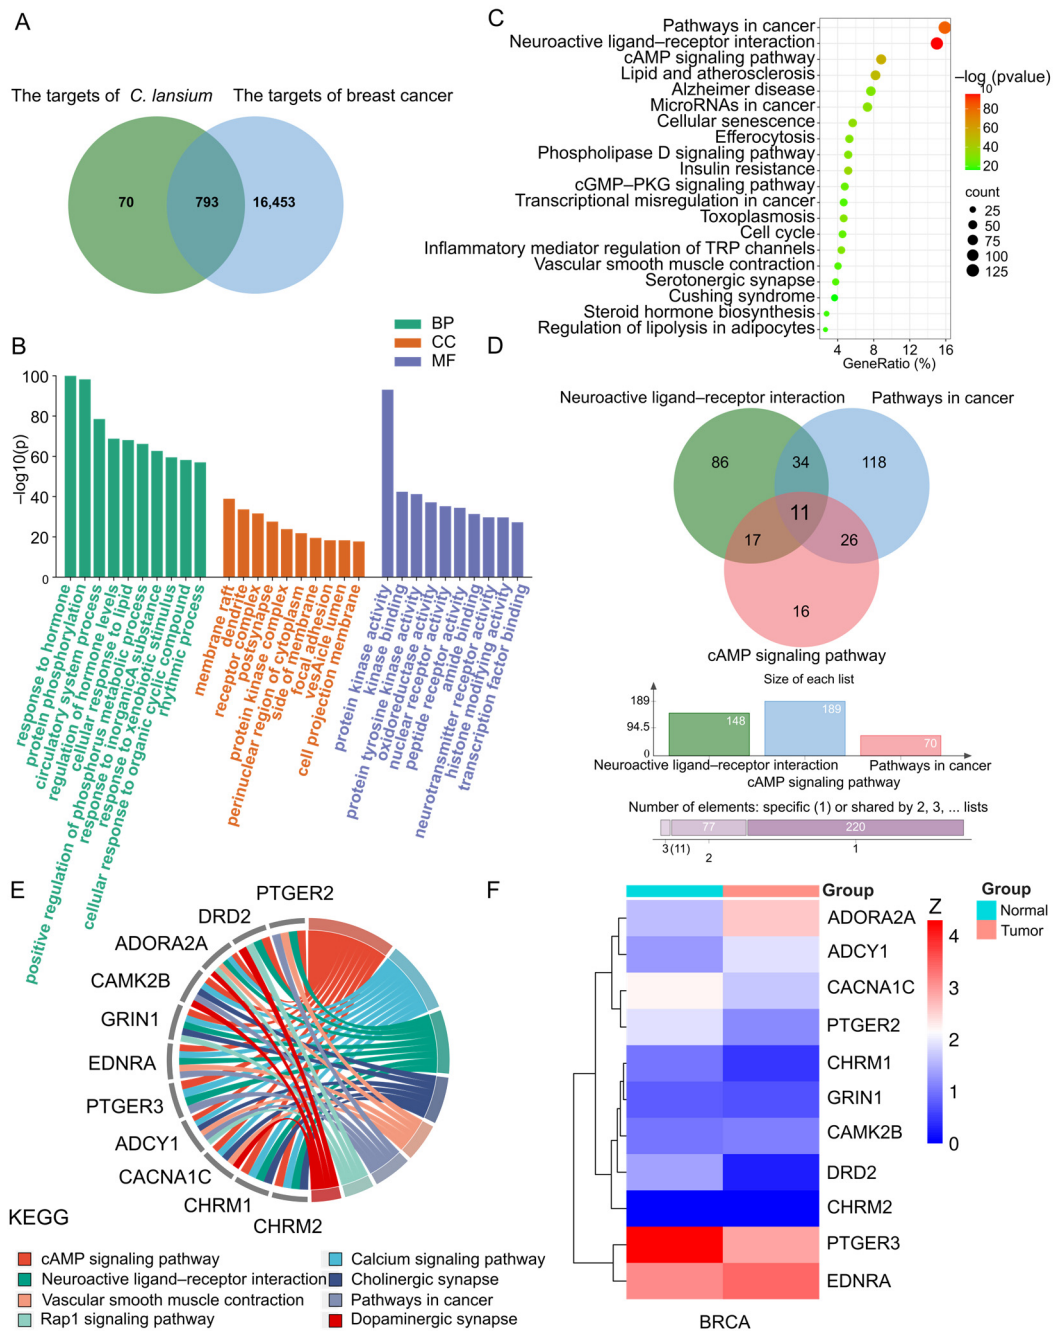 A
The targets of C. lansium
The targets of breast cancer
70
793
16,453
B
BP
CC
MF
−log10(p)
100
80
60
40
20
0
response to hormone
protein phosphorylation
circulatory system process
regulation of hormone levels
cellular response to lipid
positive regulation of phosphorus metabolic process
response to inorganicA substance
response to xenobiotic stimulus
cellular response to organic cyclic compound
rhythmic process
membrane raft
dendrite
receptor complex
postsynapse
protein kinase complex
perinuclear region of cytoplasm
side of membrane
focal adhesion
vesAicle lumen
cell projection membrane
protein kinase activity
kinase binding
protein tyrosine kinase activity
oxidoreductase activity
nuclear receptor activity
peptide receptor activity
amide binding
neurotransmitter receptor activity
histone modifying activity
transcription factor binding
C
Pathways in cancer
Neuroactive ligand–receptor interaction
cAMP signaling pathway
Lipid and atherosclerosis
Alzheimer disease
MicroRNAs in cancer
Cellular senescence
Efferocytosis
Phospholipase D signaling pathway
Insulin resistance
cGMP–PKG signaling pathway
Transcriptional misregulation in cancer
Toxoplasmosis
Cell cycle
Inflammatory mediator regulation of TRP channels
Vascular smooth muscle contraction
Serotonergic synapse
Cushing syndrome
Steroid hormone biosynthesis
Regulation of lipolysis in adipocytes
4 8 12 16
GeneRatio (%)
–log (pvalue)
10
80
60
40
20
count
25
50
75
100
125
D
Neuroactive ligand–receptor interaction
Pathways in cancer
86
34
118
11
17
26
16
cAMP signaling pathway
Size of each list
189
94.5
0
148
189
70
Neuroactive ligand–receptor interaction
Pathways in cancer
cAMP signaling pathway
Number of elements: specific (1) or shared by 2, 3, ... lists
77
220
3 (11)
2
1
E
PTGER2
DRD2
ADORA2A
CAMK2B
GRIN1
EDNRA
PTGER3
ADCY1
CACNA1C
CHRM1
CHRM2
KEGG
cAMP signaling pathway
Neuroactive ligand–receptor interaction
Vascular smooth muscle contraction
Rap1 signaling pathway
Calcium signaling pathway
Cholinergic synapse
Pathways in cancer
Dopaminergic synapse
F
Group
ADORA2A
ADCY1
CACNA1C
PTGER2
CHRM1
GRIN1
CAMK2B
DRD2
CHRM2
PTGER3
EDNRA
BRCA
Z
4
3
2
1
0
Group
Normal
Tumor